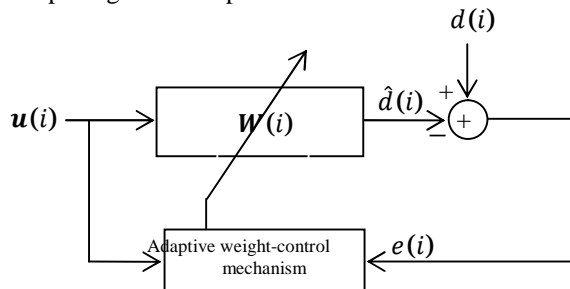 d(i)
u(i)
W(i)
d̂(i)
+
−
+
Adaptive weight-control
mechanism
e(i)